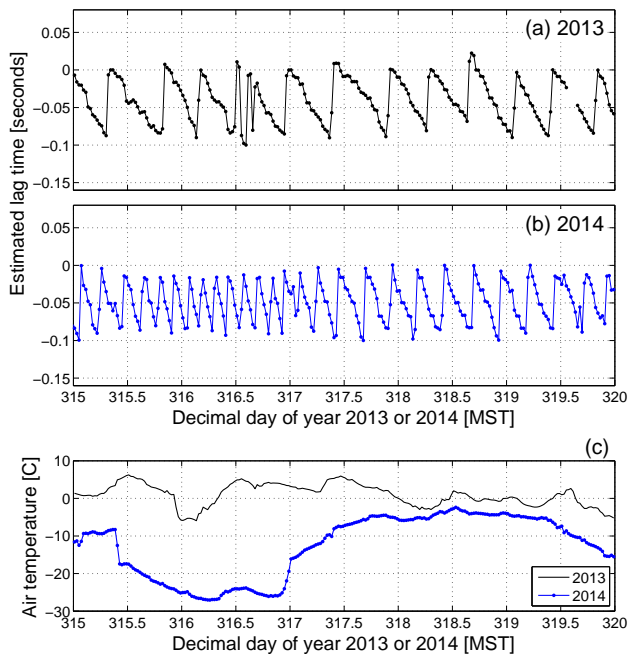 (a) 2013
0.05
0
−0.05
−0.1
−0.15
Estimated lag time [seconds]
(b) 2014
0.05
0
−0.05
−0.1
−0.15
315 315.5 316 316.5 317 317.5 318 318.5 319 319.5 320
Decimal day of year 2013 or 2014 [MST]
(c)
10
0
−10
−20
−30
Air temperature [C]
2013
2014
315 315.5 316 316.5 317 317.5 318 318.5 319 319.5 320
Decimal day of year 2013 or 2014 [MST]